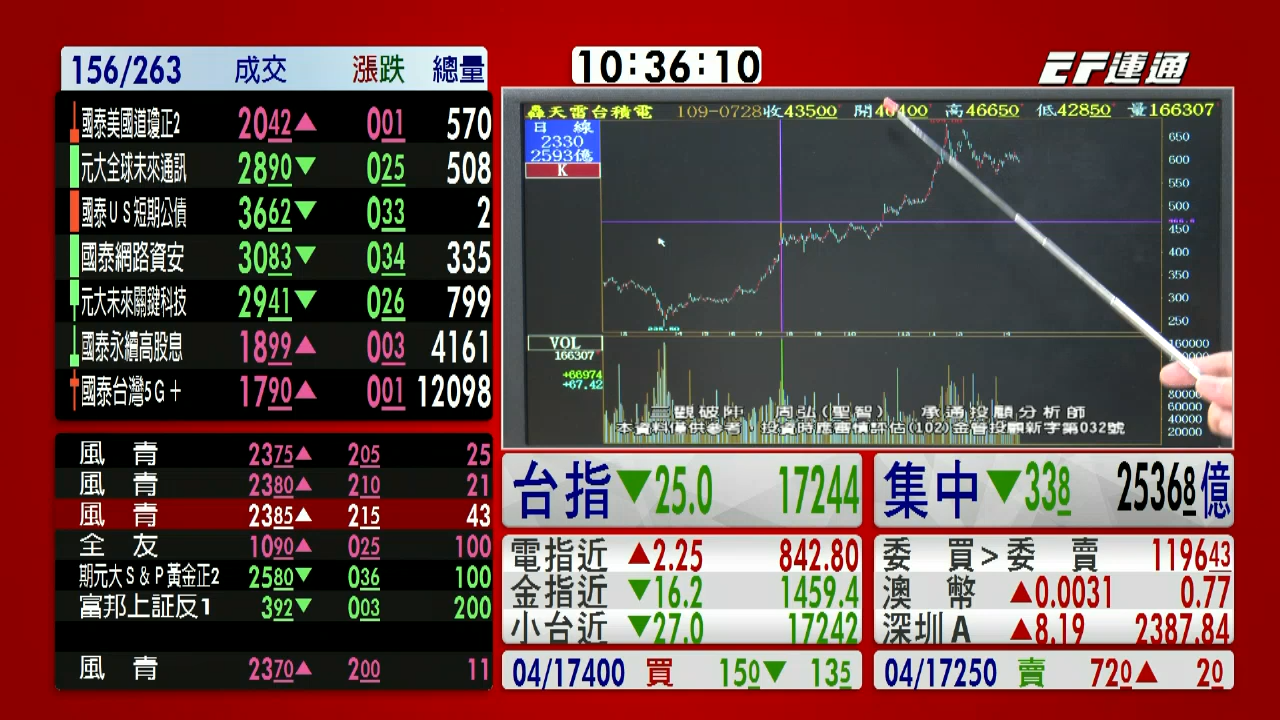 156/263 成交 漲跌 總量
國泰美國道瓊正2 2042▲ 001 570
元大全球未來通訊 2890▼ 025 508
國泰US短期公債 3662▼ 033 2
國泰網路資安 3083▼ 034 335
元大未來關鍵科技 2941▼ 026 799
國泰永續高股息 1899▲ 003 4161
國泰台灣5G+ 1790▲ 001 12098
風青 2375▲ 205 25
風青 2380▲ 210 21
風青 2385▲ 215 43
全友 1090▲ 025 100
期元大S&P黃金正2 2580▼ 036 100
富邦上証反1 392▼ 003 200
風青 2370▲ 200 11
10:36:10
EF運通
轟天雷台積電 109-0728收43500 開46400 高46650 低42850 量166307
日線
2330
2593億
K
650
600
550
500
450
400
350
300
250
VOL
166307
+66974
+67.42
160000
80000
60000
40000
20000
三觀破陣 周弘(聖智) 承通投顧分析師
本資料僅供參考，投資時應審慎評估(102)金管投顧新字第032號
台指▼25.0 17244
集中▼338 25368億
電指近▲2.25 842.80
金指近▼16.2 1459.4
小台近▼27.0 17242
委買>委賣 119643
澳幣▲0.0031 0.77
深圳A▲8.19 2387.84
04/17400 買 150▼ 135
04/17250 賣 720▲ 20